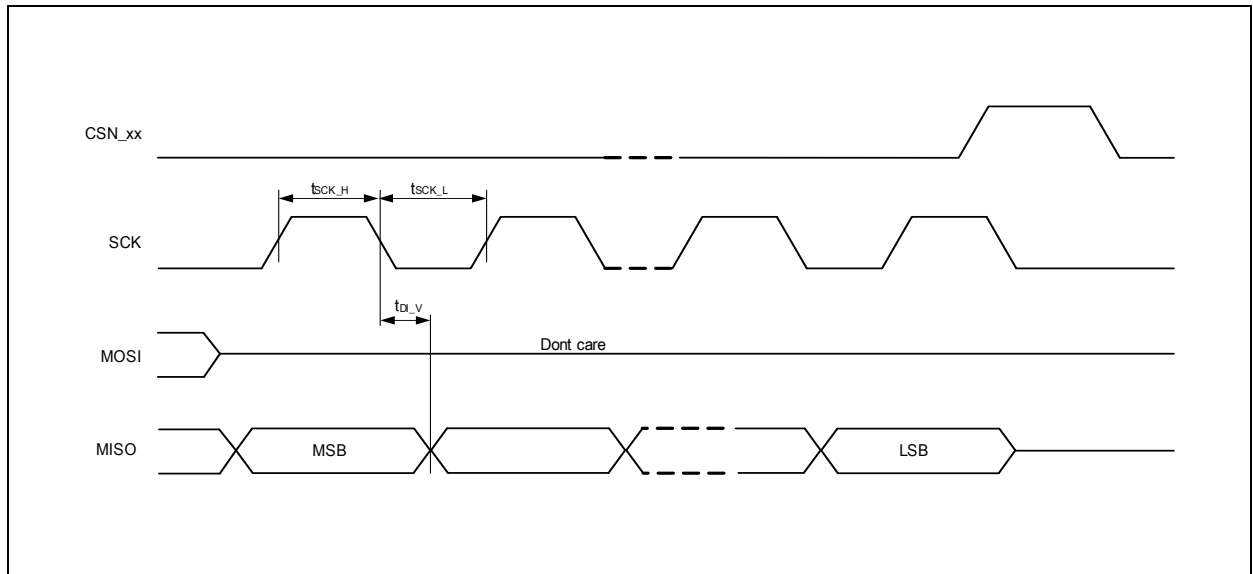 CSN_xx
tSCK_H
tSCK_L
SCK
tDI_V
Dont care
MOSI
MISO
MSB
LSB